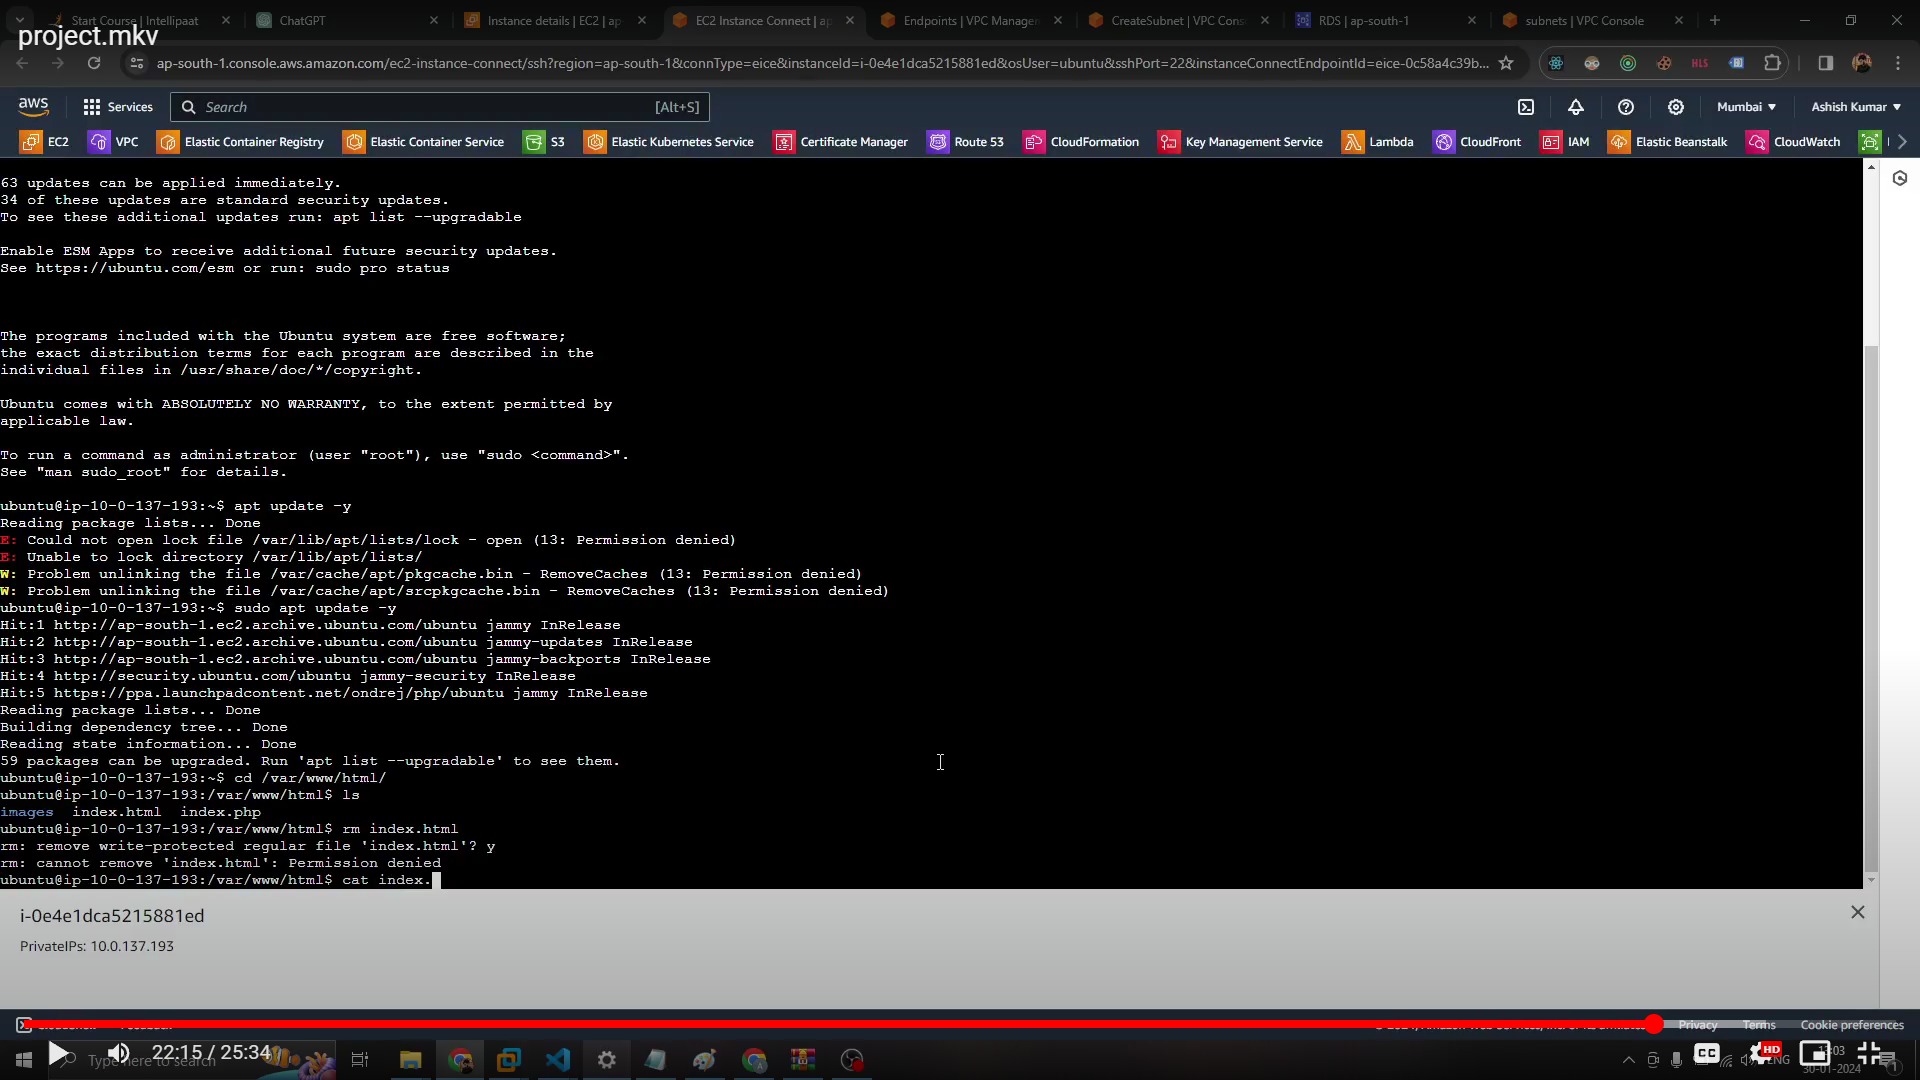 Start Course | Intellipaat
ChatGPT
Instance details | EC2 | ap
EC2 Instance Connect | ap
Endpoints | VPC Manager
CreateSubnet | VPC Cons
RDS | ap-south-1
subnets | VPC Console
project.mkv
ap-south-1.console.aws.amazon.com/ec2-instance-connect/ssh?region=ap-south-1&connType=eice&instanceId=i-0e4e1dca5215881ed&osUser=ubuntu&sshPort=22&instanceConnectEndpointId=eice-0c58a4c39b...
HLS
aws
Services
Search
[Alt+S]
Mumbai
Ashish Kumar
EC2
VPC
Elastic Container Registry
Elastic Container Service
S3
Elastic Kubernetes Service
Certificate Manager
Route 53
CloudFormation
Key Management Service
Lambda
CloudFront
IAM
Elastic Beanstalk
CloudWatch
63 updates can be applied immediately.
34 of these updates are standard security updates.
To see these additional updates run: apt list --upgradable
Enable ESM Apps to receive additional future security updates.
See https://ubuntu.com/esm or run: sudo pro status
The programs included with the Ubuntu system are free software;
the exact distribution terms for each program are described in the
individual files in /usr/share/doc/*/copyright.
Ubuntu comes with ABSOLUTELY NO WARRANTY, to the extent permitted by
applicable law.
To run a command as administrator (user "root"), use "sudo <command>".
See "man sudo_root" for details.
ubuntu@ip-10-0-137-193:~$ apt update -y
Reading package lists... Done
E: Could not open lock file /var/lib/apt/lists/lock - open (13: Permission denied)
E: Unable to lock directory /var/lib/apt/lists/
W: Problem unlinking the file /var/cache/apt/pkgcache.bin - RemoveCaches (13: Permission denied)
W: Problem unlinking the file /var/cache/apt/srcpkgcache.bin - RemoveCaches (13: Permission denied)
ubuntu@ip-10-0-137-193:~$ sudo apt update -y
Hit:1 http://ap-south-1.ec2.archive.ubuntu.com/ubuntu jammy InRelease
Hit:2 http://ap-south-1.ec2.archive.ubuntu.com/ubuntu jammy-updates InRelease
Hit:3 http://ap-south-1.ec2.archive.ubuntu.com/ubuntu jammy-backports InRelease
Hit:4 http://security.ubuntu.com/ubuntu jammy-security InRelease
Hit:5 https://ppa.launchpadcontent.net/ondrej/php/ubuntu jammy InRelease
Reading package lists... Done
Building dependency tree... Done
Reading state information... Done
59 packages can be upgraded. Run 'apt list --upgradable' to see them.
ubuntu@ip-10-0-137-193:~$ cd /var/www/html/
ubuntu@ip-10-0-137-193:/var/www/html$ ls
images  index.html  index.php
ubuntu@ip-10-0-137-193:/var/www/html$ rm index.html
rm: remove write-protected regular file 'index.html'? y
rm: cannot remove 'index.html': Permission denied
ubuntu@ip-10-0-137-193:/var/www/html$ cat index.
i-0e4e1dca5215881ed
PrivateIPs: 10.0.137.193
Privacy
Terms
Cookie preferences
Type here to search
22:15 / 25:34
CC
HD
ENG
30-01-2024